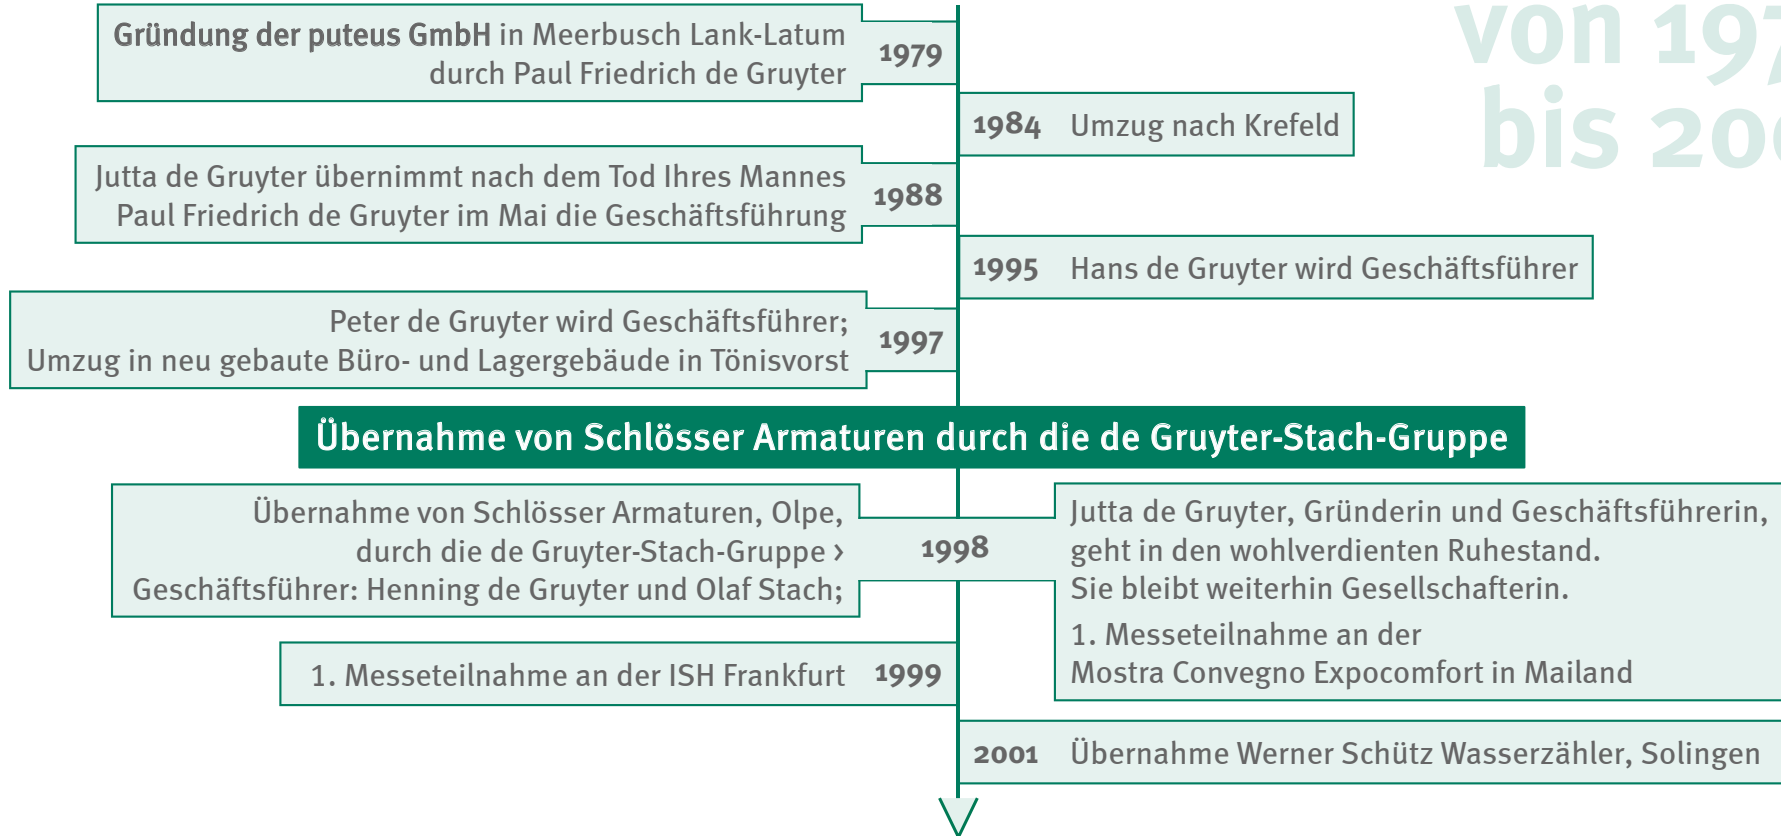 von 197
bis 20
Gründung der puteus GmbH in Meerbusch Lank-Latum
durch Paul Friedrich de Gruyter
1979
1984 Umzug nach Krefeld
Jutta de Gruyter übernimmt nach dem Tod Ihres Mannes
Paul Friedrich de Gruyter im Mai die Geschäftsführung
1988
1995 Hans de Gruyter wird Geschäftsführer
Peter de Gruyter wird Geschäftsführer;
Umzug in neu gebaute Büro- und Lagergebäude in Tönisvorst
1997
Übernahme von Schlösser Armaturen durch die de Gruyter-Stach-Gruppe
Übernahme von Schlösser Armaturen, Olpe,
durch die de Gruyter-Stach-Gruppe >
Geschäftsführer: Henning de Gruyter und Olaf Stach;
1998
Jutta de Gruyter, Gründerin und Geschäftsführerin,
geht in den wohlverdienten Ruhestand.
Sie bleibt weiterhin Gesellschafterin.
1. Messeteilnahme an der
Mostra Convegno Expocomfort in Mailand
1. Messeteilnahme an der ISH Frankfurt 1999
2001 Übernahme Werner Schütz Wasserzähler, Solingen